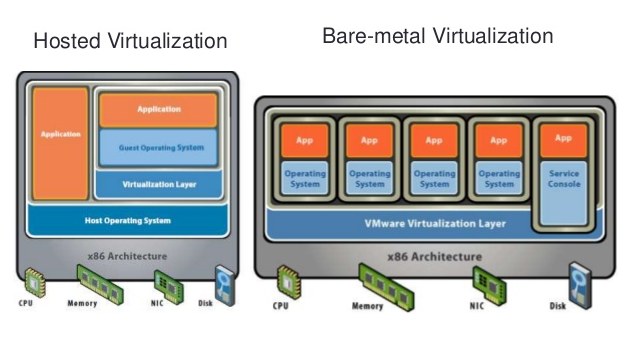 Hosted Virtualization
Application
Application
Guest Operating System
Virtualization Layer
Host Operating System
x86 Architecture
CPU
Memory
NIC
Disk
Bare-metal Virtualization
App
App
App
App
App
Operating
System
Operating
System
Operating
System
Operating
System
Service
Console
VMware Virtualization Layer
x86 Architecture
CPU
Memory
NIC
Disk